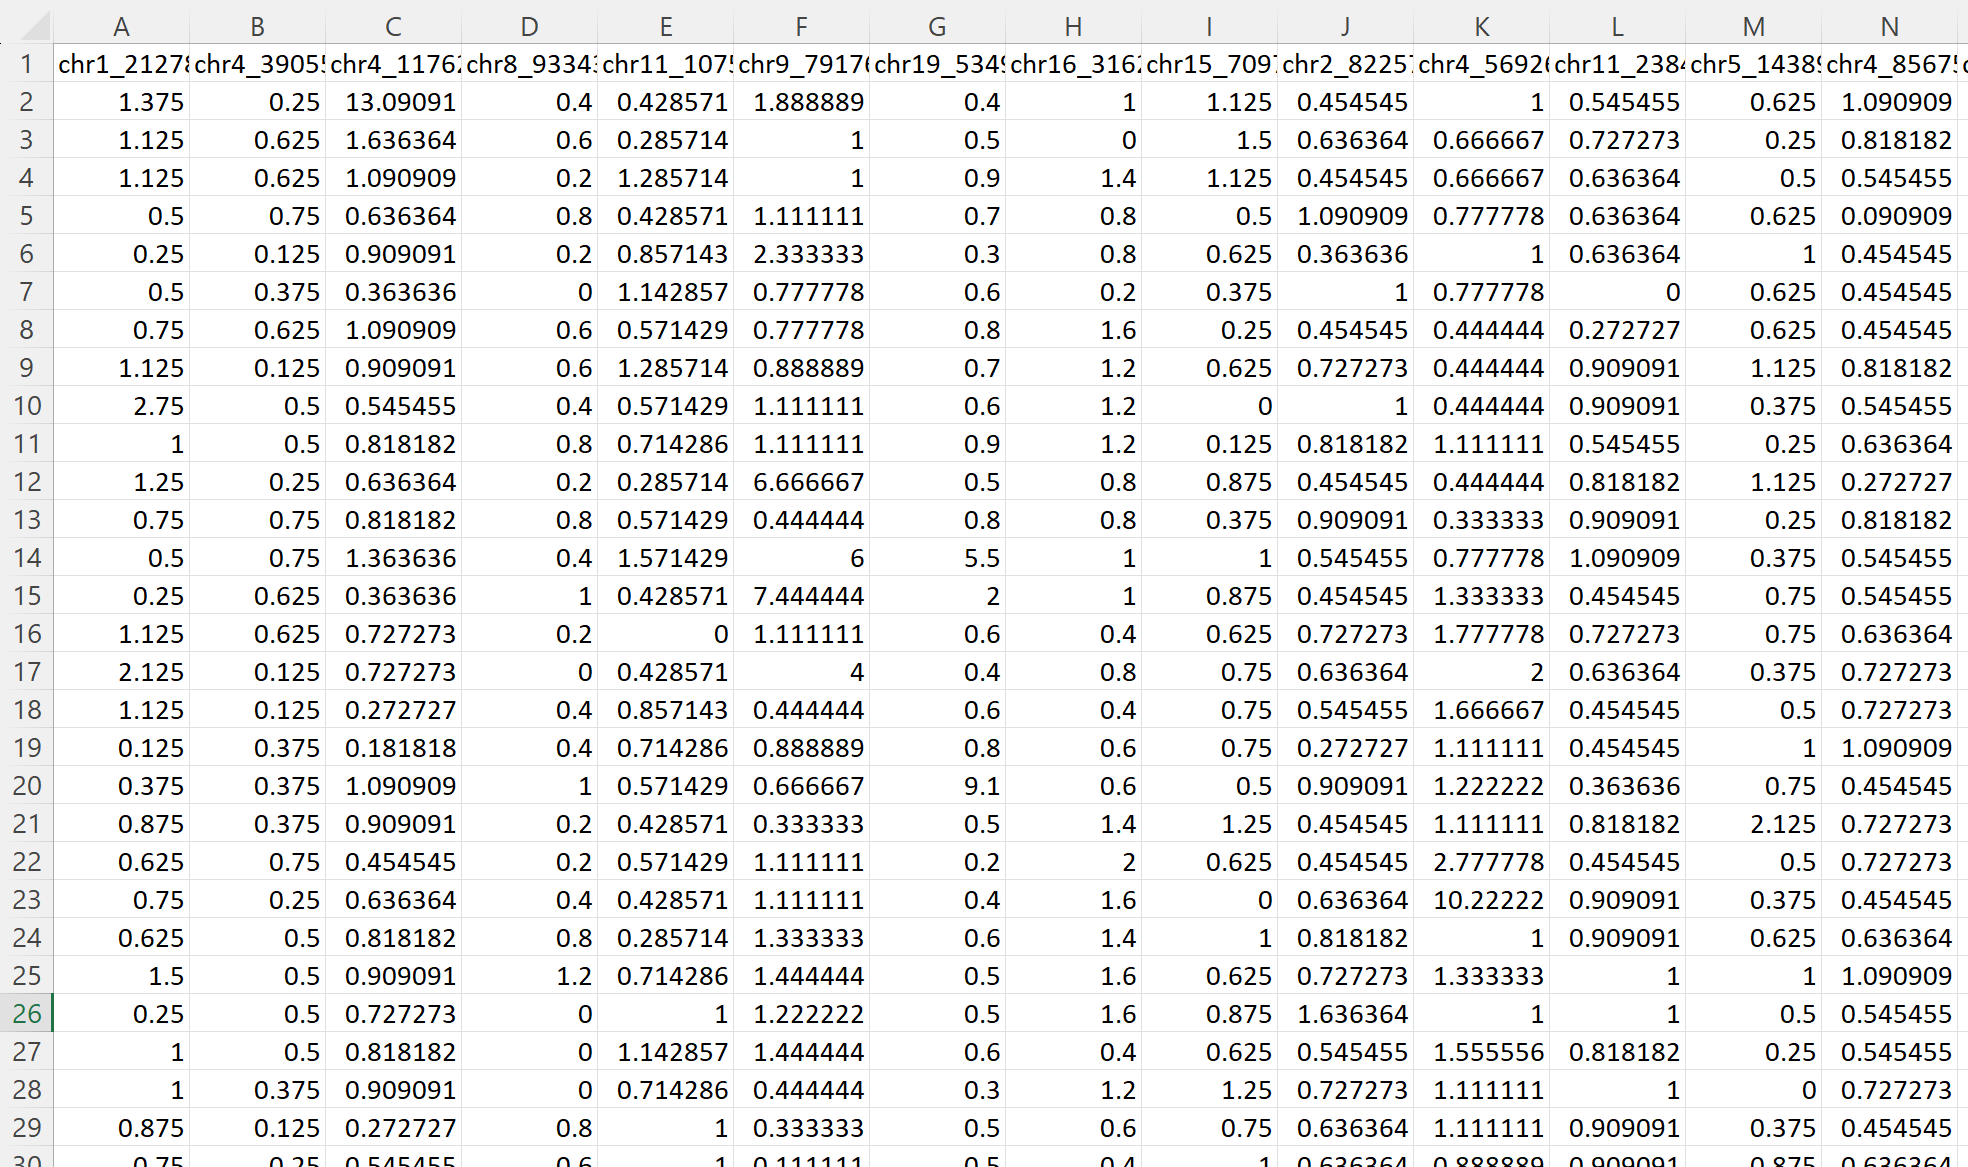 A B C D E F G H I J K L M N
1 chr1_2127 chr4_3905 chr4_1176 chr8_9334 chr11_107 chr9_7917 chr19_534 chr16_316 chr15_709 chr2_8225 chr4_5692 chr11_238 chr5_1438 chr4_8567
2 1.375 0.25 13.09091 0.4 0.428571 1.888889 0.4 1 1.125 0.454545 1 0.545455 0.625 1.090909
3 1.125 0.625 1.636364 0.6 0.285714 1 0.5 0 1.5 0.636364 0.666667 0.727273 0.25 0.818182
4 1.125 0.625 1.090909 0.2 1.285714 1 0.9 1.4 1.125 0.454545 0.666667 0.636364 0.5 0.545455
5 0.5 0.75 0.636364 0.8 0.428571 1.111111 0.7 0.8 0.5 1.090909 0.777778 0.636364 0.625 0.090909
6 0.25 0.125 0.909091 0.2 0.857143 2.333333 0.3 0.8 0.625 0.363636 1 0.636364 1 0.454545
7 0.5 0.375 0.363636 0 1.142857 0.777778 0.6 0.2 0.375 1 0.777778 0 0.625 0.454545
8 0.75 0.625 1.090909 0.6 0.571429 0.777778 0.8 1.6 0.25 0.454545 0.444444 0.272727 0.625 0.454545
9 1.125 0.125 0.909091 0.6 1.285714 0.888889 0.7 1.2 0.625 0.727273 0.444444 0.909091 1.125 0.818182
10 2.75 0.5 0.545455 0.4 0.571429 1.111111 0.6 1.2 0 1 0.444444 0.909091 0.375 0.545455
11 1 0.5 0.818182 0.8 0.714286 1.111111 0.9 1.2 0.125 0.818182 1.111111 0.545455 0.25 0.636364
12 1.25 0.25 0.636364 0.2 0.285714 6.666667 0.5 0.8 0.875 0.454545 0.444444 0.818182 1.125 0.272727
13 0.75 0.75 0.818182 0.8 0.571429 0.444444 0.8 0.8 0.375 0.909091 0.333333 0.909091 0.25 0.818182
14 0.5 0.75 1.363636 0.4 1.571429 6 5.5 1 1 0.545455 0.777778 1.090909 0.375 0.545455
15 0.25 0.625 0.363636 1 0.428571 7.444444 2 1 0.875 0.454545 1.333333 0.454545 0.75 0.545455
16 1.125 0.625 0.727273 0.2 0 1.111111 0.6 0.4 0.625 0.727273 1.777778 0.727273 0.75 0.636364
17 2.125 0.125 0.727273 0 0.428571 4 0.4 0.8 0.75 0.636364 2 0.636364 0.375 0.727273
18 1.125 0.125 0.272727 0.4 0.857143 0.444444 0.6 0.4 0.75 0.545455 1.666667 0.454545 0.5 0.727273
19 0.125 0.375 0.181818 0.4 0.714286 0.888889 0.8 0.6 0.75 0.272727 1.111111 0.454545 1 1.090909
20 0.375 0.375 1.090909 1 0.571429 0.666667 9.1 0.6 0.5 0.909091 1.222222 0.363636 0.75 0.454545
21 0.875 0.375 0.909091 0.2 0.428571 0.333333 0.5 1.4 1.25 0.454545 1.111111 0.818182 2.125 0.727273
22 0.625 0.75 0.454545 0.2 0.571429 1.111111 0.2 2 0.625 0.454545 2.777778 0.454545 0.5 0.727273
23 0.75 0.25 0.636364 0.4 0.428571 1.111111 0.4 1.6 0 0.636364 10.22222 0.909091 0.375 0.454545
24 0.625 0.5 0.818182 0.8 0.285714 1.333333 0.6 1.4 1 0.818182 1 0.909091 0.625 0.636364
25 1.5 0.5 0.909091 1.2 0.714286 1.444444 0.5 1.6 0.625 0.727273 1.333333 1 1 1.090909
26 0.25 0.5 0.727273 0 1 1.222222 0.5 1.6 0.875 1.636364 1 1 0.5 0.545455
27 1 0.5 0.818182 0 1.142857 1.444444 0.6 0.4 0.625 0.545455 1.555556 0.818182 0.25 0.545455
28 1 0.375 0.909091 0 0.714286 0.444444 0.3 1.2 1.25 0.727273 1.111111 1 0 0.727273
29 0.875 0.125 0.272727 0.8 1 0.333333 0.5 0.6 0.75 0.636364 1.111111 0.909091 0.375 0.454545
30 0.75 0.25 0.545455 0.6 1 0.111111 0.5 0.4 1 0.636364 0.888889 0.909091 0.875 0.636364